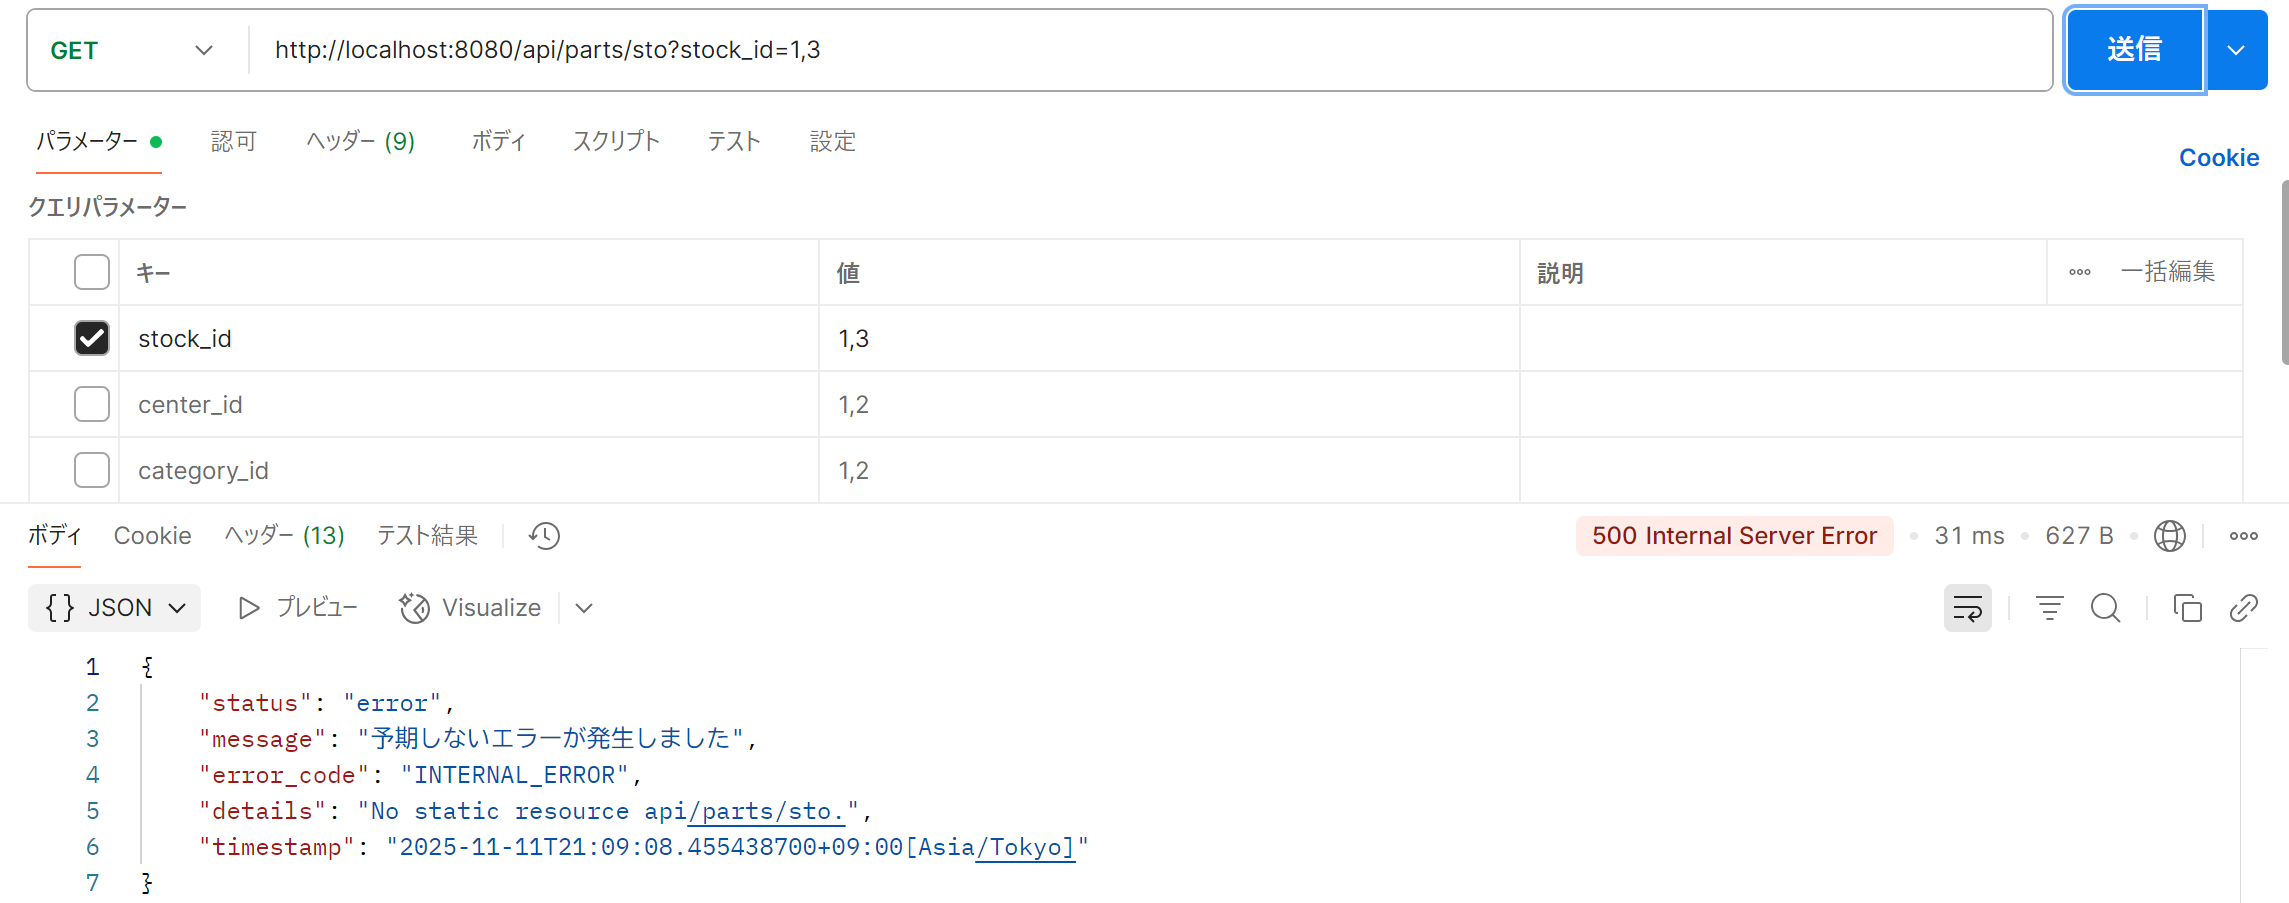 GET http://localhost:8080/api/parts/sto?stock_id=1,3 送信
パラメーター 認可 ヘッダー (9) ボディ スクリプト テスト 設定 Cookie
クエリパラメーター
キー 値 説明 一括編集
stock_id 1,3
center_id 1,2
category_id 1,2
ボディ Cookie ヘッダー (13) テスト結果 500 Internal Server Error 31 ms 627 B
{} JSON プレビュー Visualize
1 {
2 "status": "error",
3 "message": "予期しないエラーが発生しました",
4 "error_code": "INTERNAL_ERROR",
5 "details": "No static resource api/parts/sto.",
6 "timestamp": "2025-11-11T21:09:08.455438700+09:00[Asia/Tokyo]"
7 }